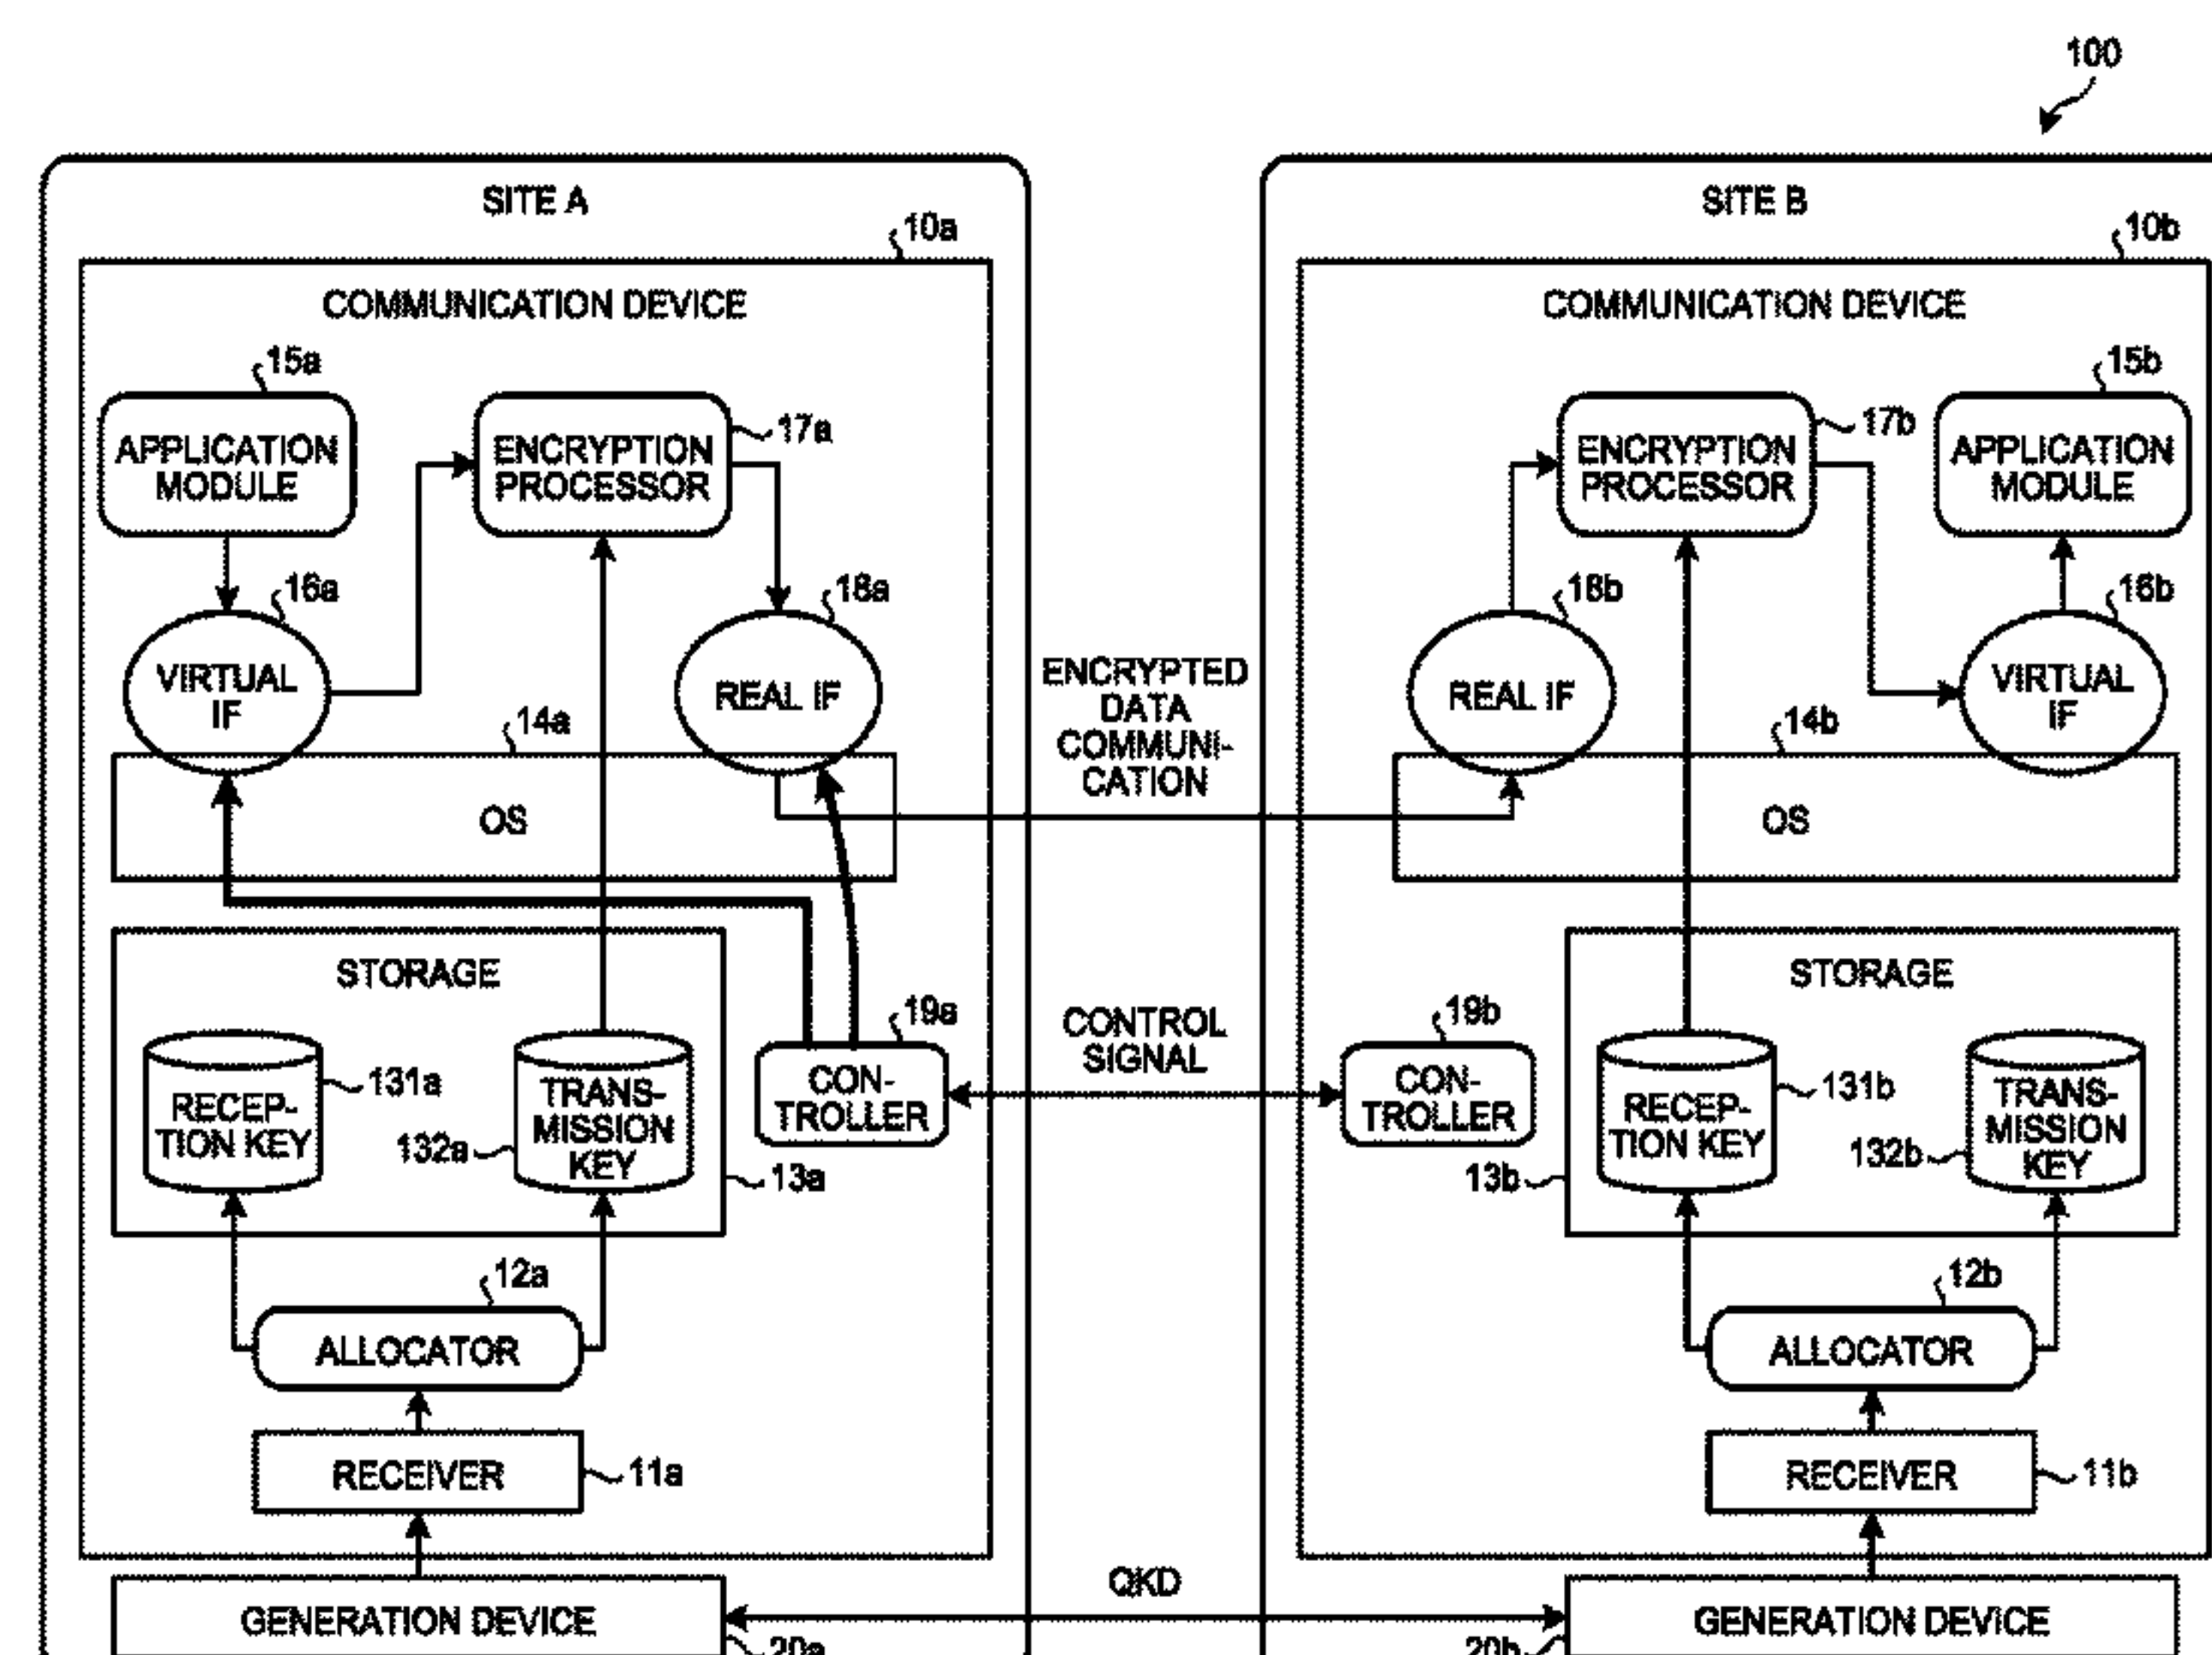 100
SITE A
10a
COMMUNICATION DEVICE
15a
APPLICATION
MODULE
ENCRYPTION
PROCESSOR
17a
16a
VIRTUAL
IF
18a
REAL IF
14a
OS
STORAGE
RECEP-
TION KEY
131a
132a
TRANS-
MISSION
KEY
13a
19a
CON-
TROLLER
12a
ALLOCATOR
RECEIVER
11a
GENERATION DEVICE
20a
ENCRYPTED
DATA
COMMUNI-
CATION
CONTROL
SIGNAL
QKD
SITE B
10b
COMMUNICATION DEVICE
ENCRYPTION
PROCESSOR
17b
15b
APPLICATION
MODULE
18b
REAL IF
16b
VIRTUAL
IF
14b
OS
19b
CON-
TROLLER
STORAGE
RECEP-
TION KEY
131b
132b
TRANS-
MISSION
KEY
13b
12b
ALLOCATOR
RECEIVER
11b
GENERATION DEVICE
20b